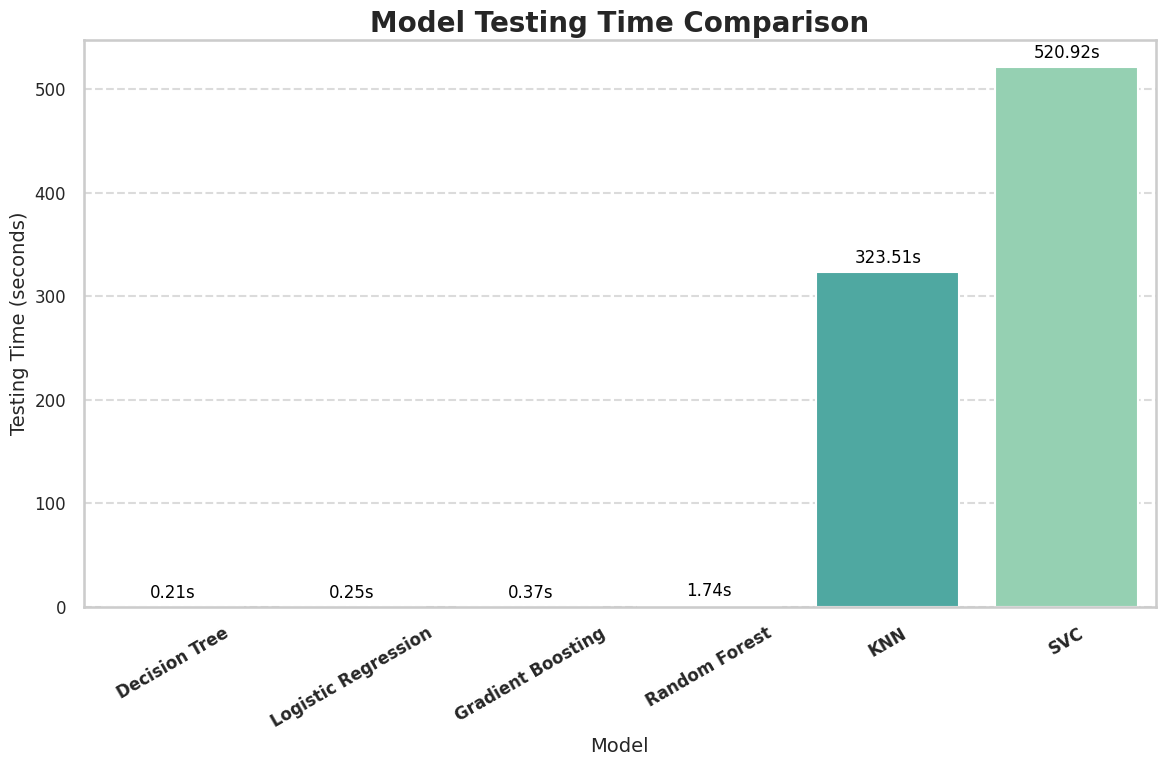 Model Testing Time Comparison
Testing Time (seconds)
500
400
300
200
100
0
0.21s
0.25s
0.37s
1.74s
323.51s
520.92s
Decision Tree
Logistic Regression
Gradient Boosting
Random Forest
KNN
SVC
Model